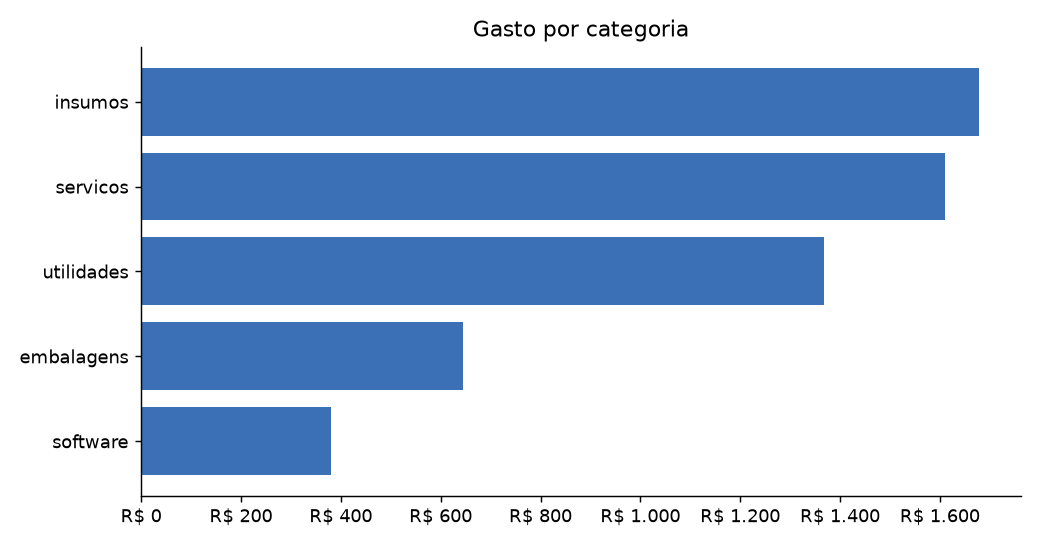 Gasto por categoria
insumos
servicos
utilidades
embalagens
software
R$ 0 R$ 200 R$ 400 R$ 600 R$ 800 R$ 1.000 R$ 1.200 R$ 1.400 R$ 1.600